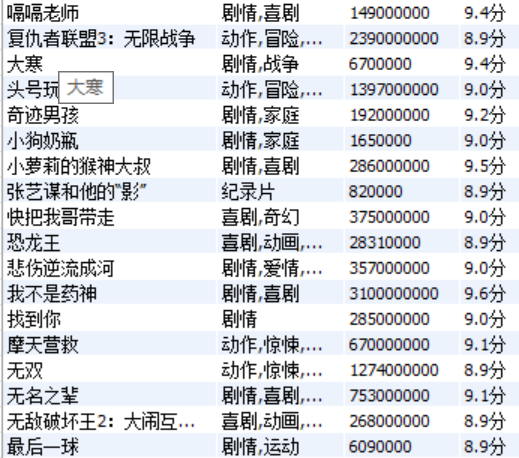 嗝嗝老师 剧情,喜剧 149000000 9.4分
复仇者联盟3：无限战争 动作,冒险,... 2390000000 8.9分
大寒 剧情,战争 6700000 9.4分
头号玩 大寒 动作,冒险,... 1397000000 9.0分
奇迹男孩 剧情,家庭 192000000 9.2分
小狗奶瓶 剧情,家庭 1650000 9.0分
小萝莉的猴神大叔 剧情,喜剧 286000000 9.5分
张艺谋和他的“影” 纪录片 820000 8.9分
快把我哥带走 喜剧,奇幻 375000000 9.0分
恐龙王 喜剧,动画,... 28310000 8.9分
悲伤逆流成河 剧情,爱情,... 357000000 9.0分
我不是药神 剧情,喜剧 3100000000 9.6分
找到你 剧情 285000000 9.0分
摩天营救 动作,惊悚,... 670000000 9.1分
无双 动作,惊悚,... 1274000000 8.9分
无名之辈 剧情,喜剧,... 753000000 9.1分
无敌破坏王2：大闹互... 喜剧,动画,... 268000000 8.9分
最后一球 剧情,运动 6090000 8.9分